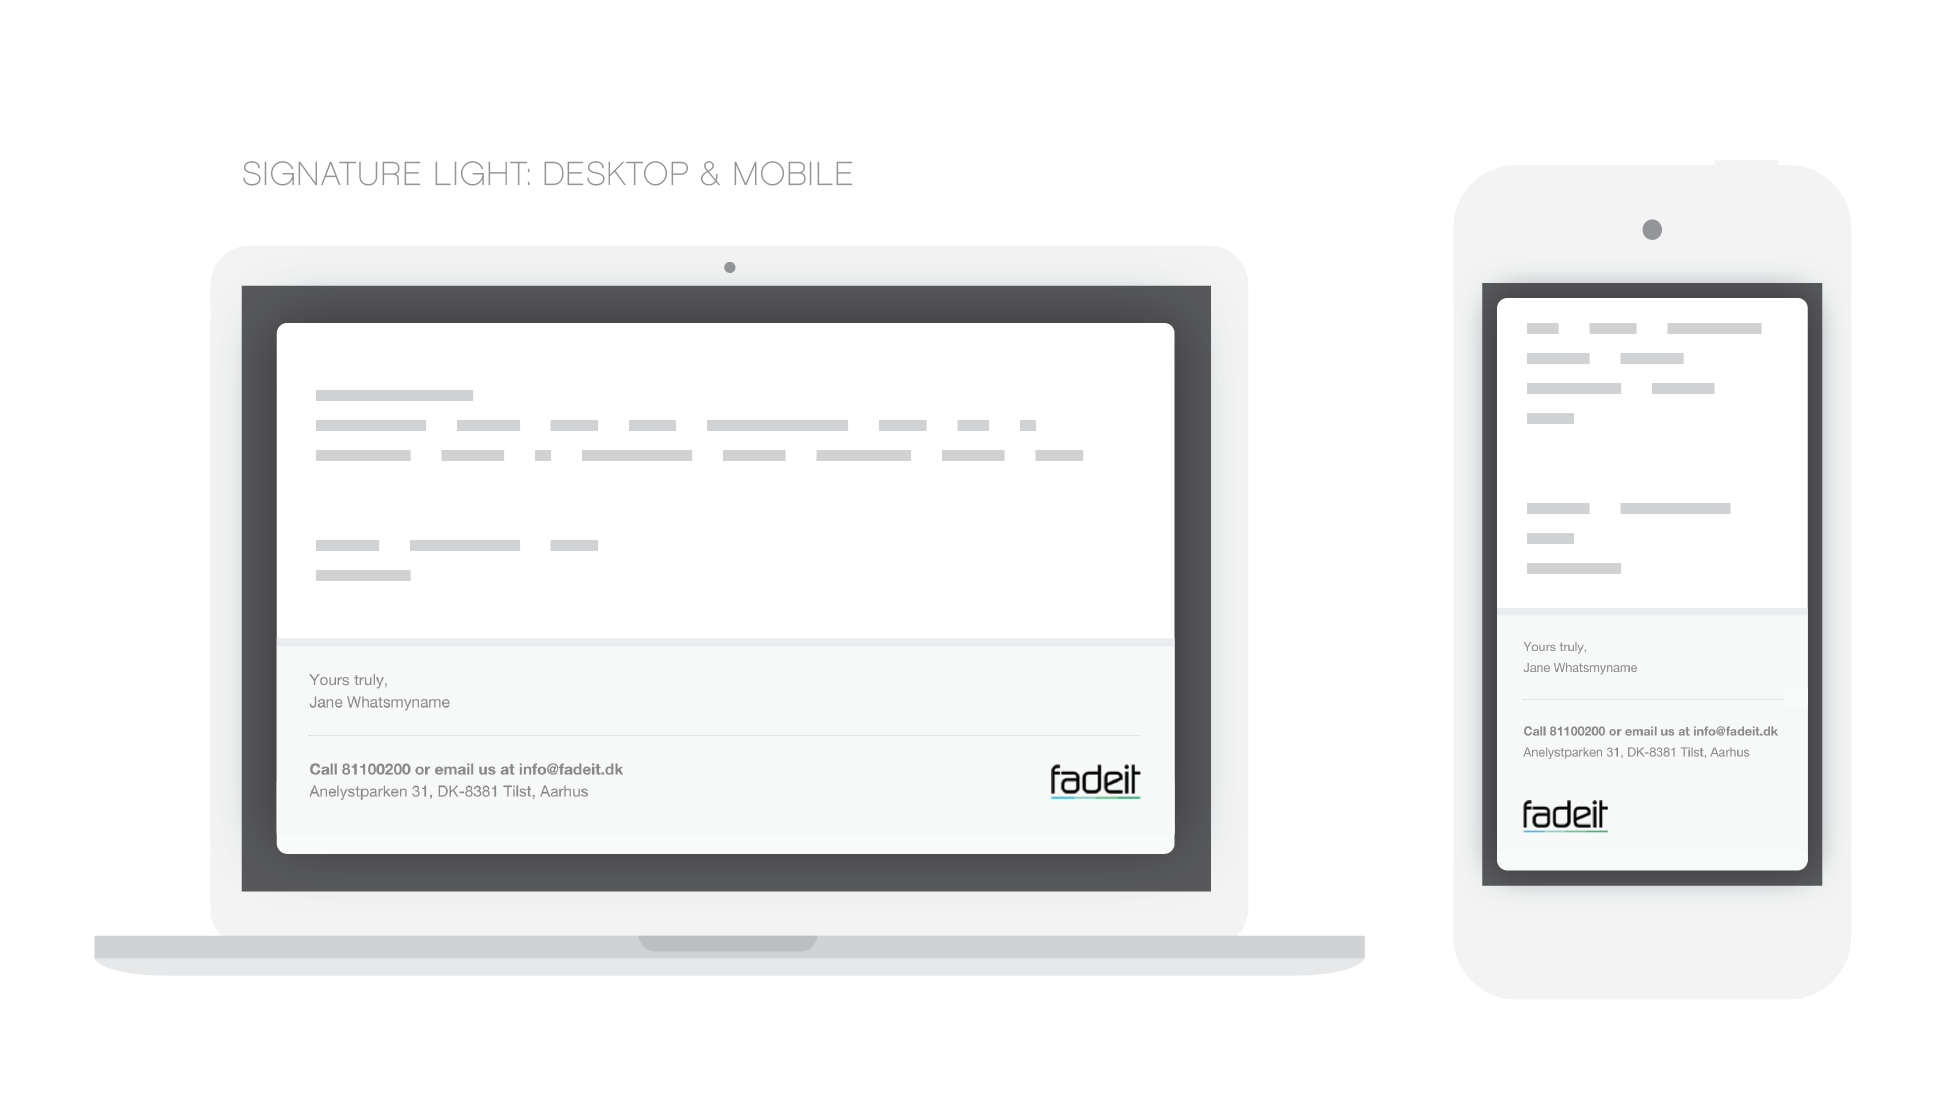 SIGNATURE LIGHT: DESKTOP & MOBILE
Yours truly,
Jane Whatsmyname
Call 81100200 or email us at info@fadeit.dk
Anelystparken 31, DK-8381 Tilst, Aarhus
fadeit
Yours truly,
Jane Whatsmyname
Call 81100200 or email us at info@fadeit.dk
Anelystparken 31, DK-8381 Tilst, Aarhus
fadeit